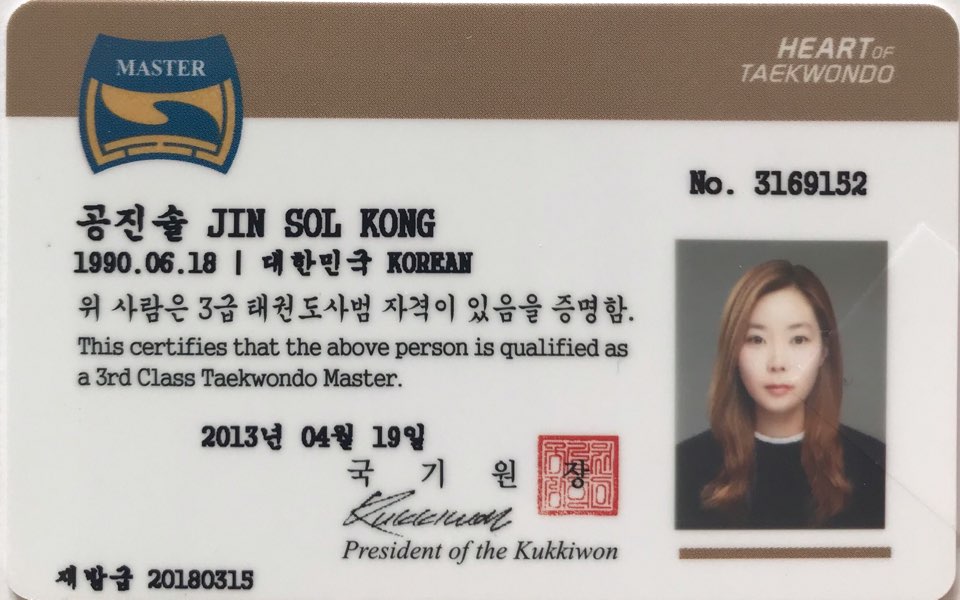 MASTER
HEART OF
TAEKWONDO
No. 3169152
공진솔 JIN SOL KONG
1990.06.18 | 대한민국 KOREAN
위 사람은 3급 태권도사범 자격이 있음을 증명함.
This certifies that the above person is qualified as
a 3rd Class Taekwondo Master.
2013년 04월 19일
국 기 원 장
Kukkiwon
President of the Kukkiwon
재발급 20180315